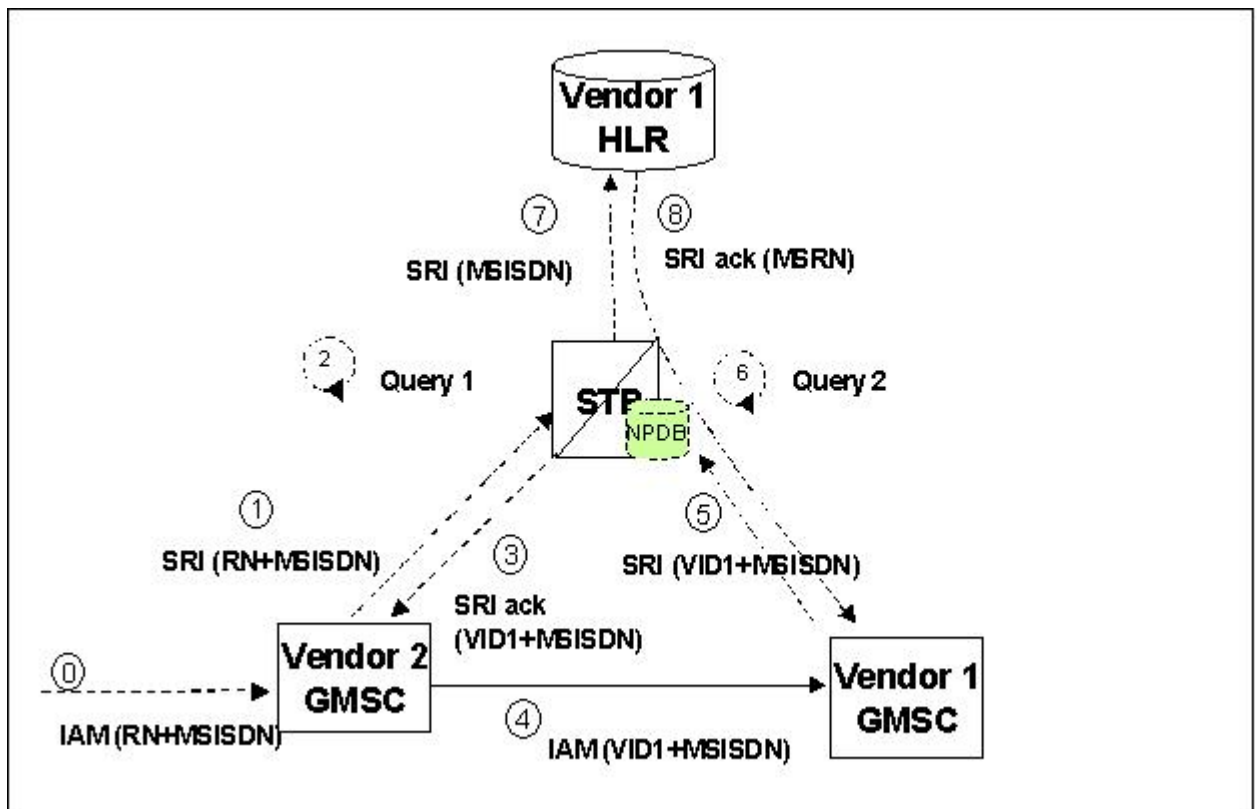 Vendor 1
HLR
7
8
SRI (MSISDN)
SRI ack (MSRN)
2
Query 1
STP
NPDB
6
Query 2
1
SRI (RN+MSISDN)
3
SRI ack
(VID1+MSISDN)
5
SRI (VID1+MSISDN)
0
IAM (RN+MSISDN)
Vendor 2
GMSC
4
IAM (VID1+MSISDN)
Vendor 1
GMSC